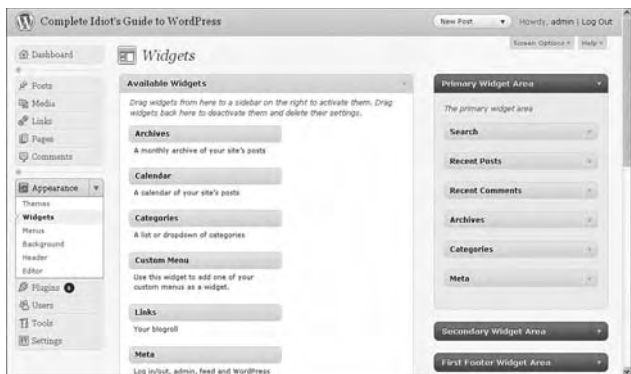 Complete Idiot's Guide to WordPress
New Post
Howdy, admin | Log Out
Screen Options
Help
Dashboard
Posts
Media
Links
Pages
Comments
Appearance
Themes
Widgets
Menus
Background
Header
Editor
Plugins
Users
Tools
Settings
Widgets
Available Widgets
Drag widgets from here to a sidebar on the right to activate them. Drag
widgets back here to deactivate them and delete their settings.
Archives
A monthly archive of your site's posts
Calendar
A calendar of your site's posts
Categories
A list or dropdown of categories
Custom Menu
Use this widget to add one of your
custom menus as a widget.
Links
Your blogroll
Meta
Log in/out, admin, feed and WordPress
Primary Widget Area
The primary widget area
Search
Recent Posts
Recent Comments
Archives
Categories
Meta
Secondary Widget Area
First Footer Widget Area